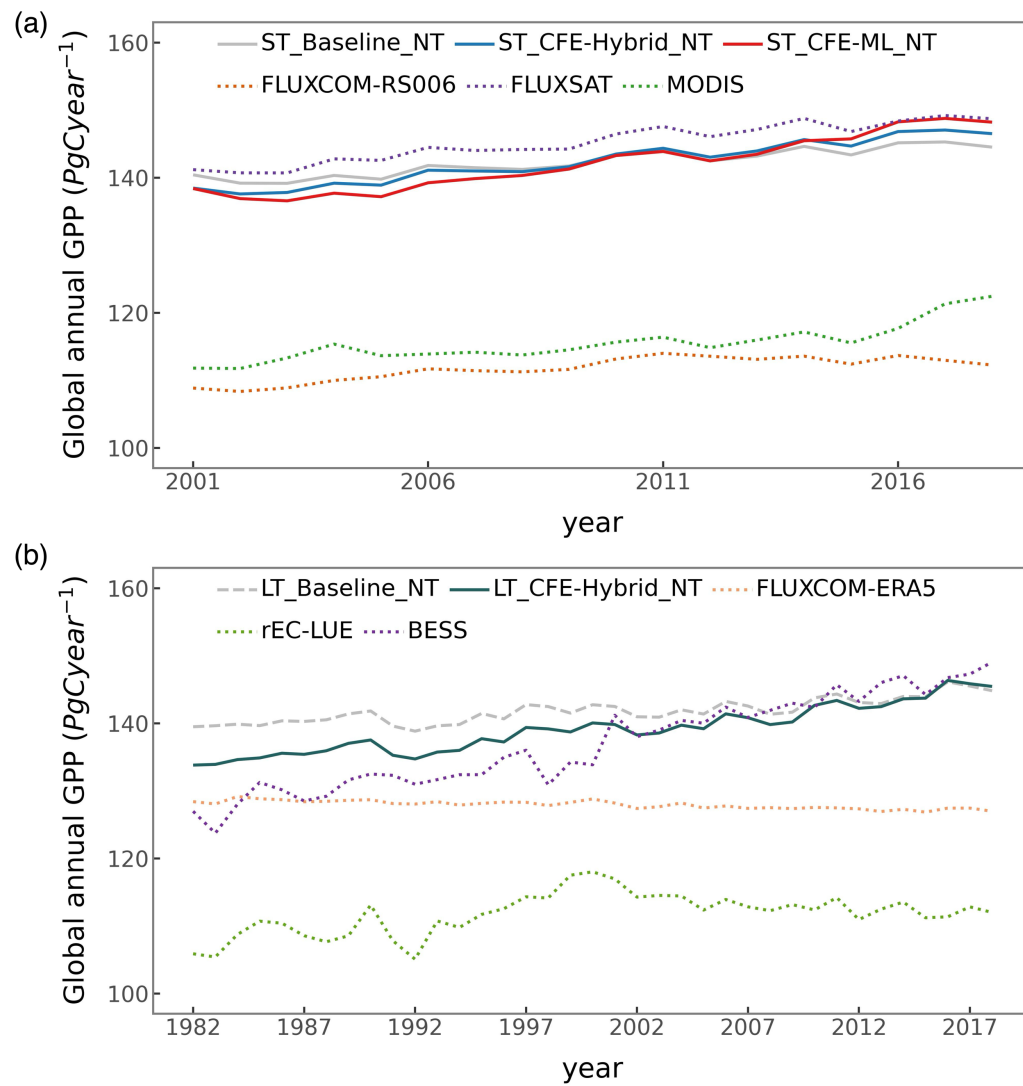 (a)
Global annual GPP (PgCyear⁻¹)
160
140
120
100
ST_Baseline_NT ST_CFE-Hybrid_NT ST_CFE-ML_NT
FLUXCOM-RS006 FLUXSAT MODIS
2001 2006 2011 2016
year
(b)
Global annual GPP (PgCyear⁻¹)
160
140
120
100
LT_Baseline_NT LT_CFE-Hybrid_NT FLUXCOM-ERA5
rEC-LUE BESS
1982 1987 1992 1997 2002 2007 2012 2017
year